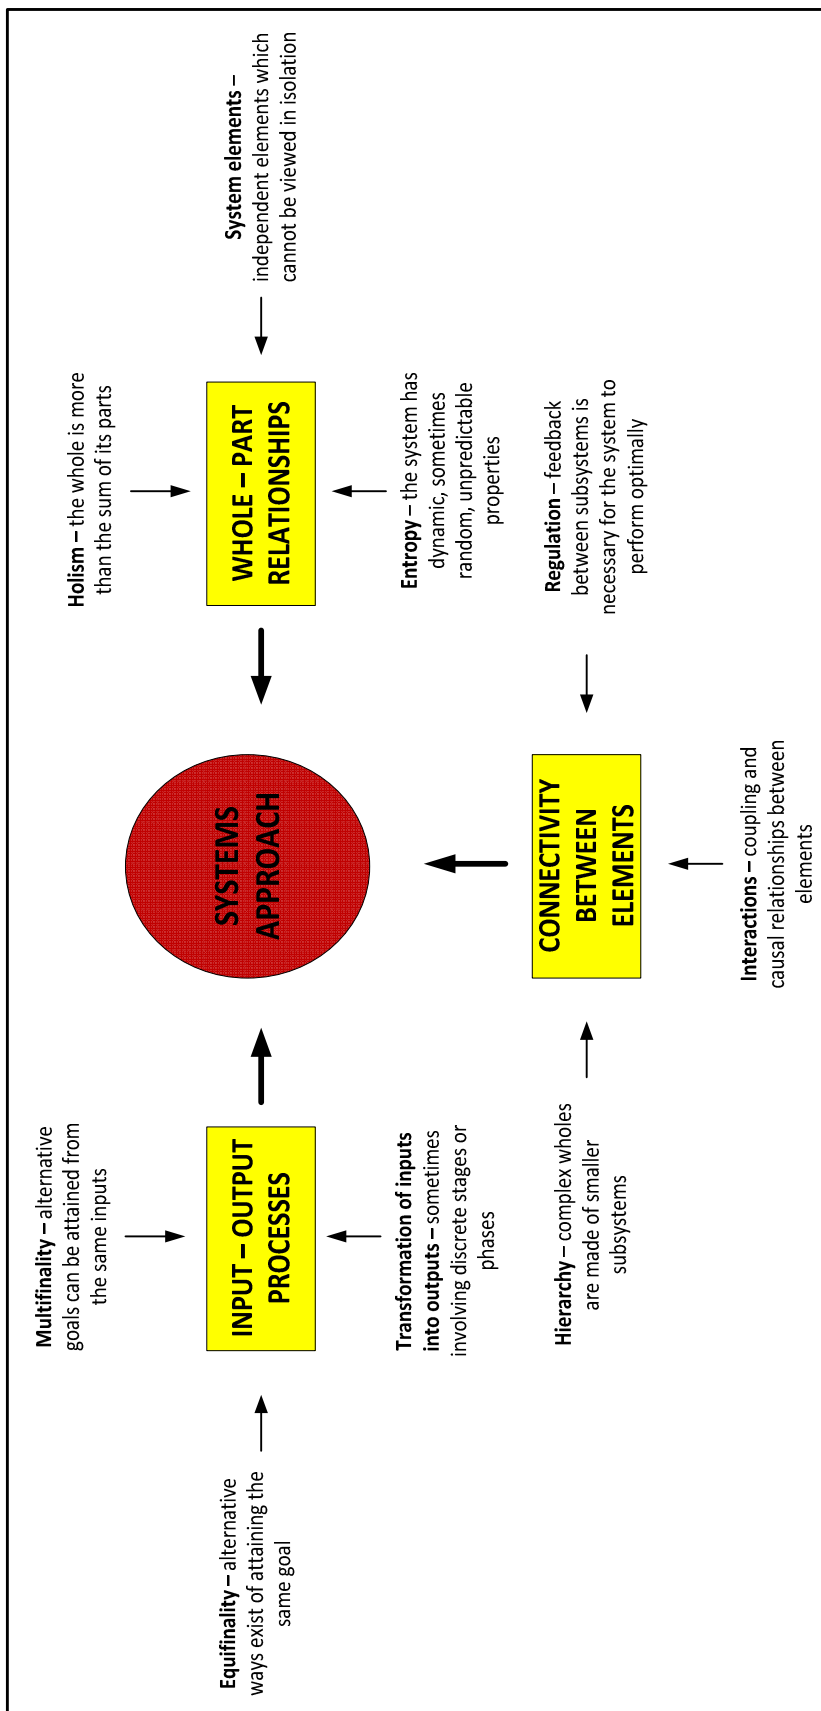 Multifinality – alternative
goals can be attained from
the same inputs
Holism – the whole is more
than the sum of its parts
Equifinality – alternative
ways exist of attaining the
same goal
INPUT – OUTPUT
PROCESSES
SYSTEMS
APPROACH
WHOLE – PART
RELATIONSHIPS
System elements –
independent elements which
cannot be viewed in isolation
Transformation of inputs
into outputs – sometimes
involving discrete stages or
phases
Entropy – the system has
dynamic, sometimes
random, unpredictable
properties
Hierarchy – complex wholes
are made of smaller
subsystems
CONNECTIVITY
BETWEEN
ELEMENTS
Regulation – feedback
between subsystems is
necessary for the system to
perform optimally
Interactions – coupling and
causal relationships between
elements